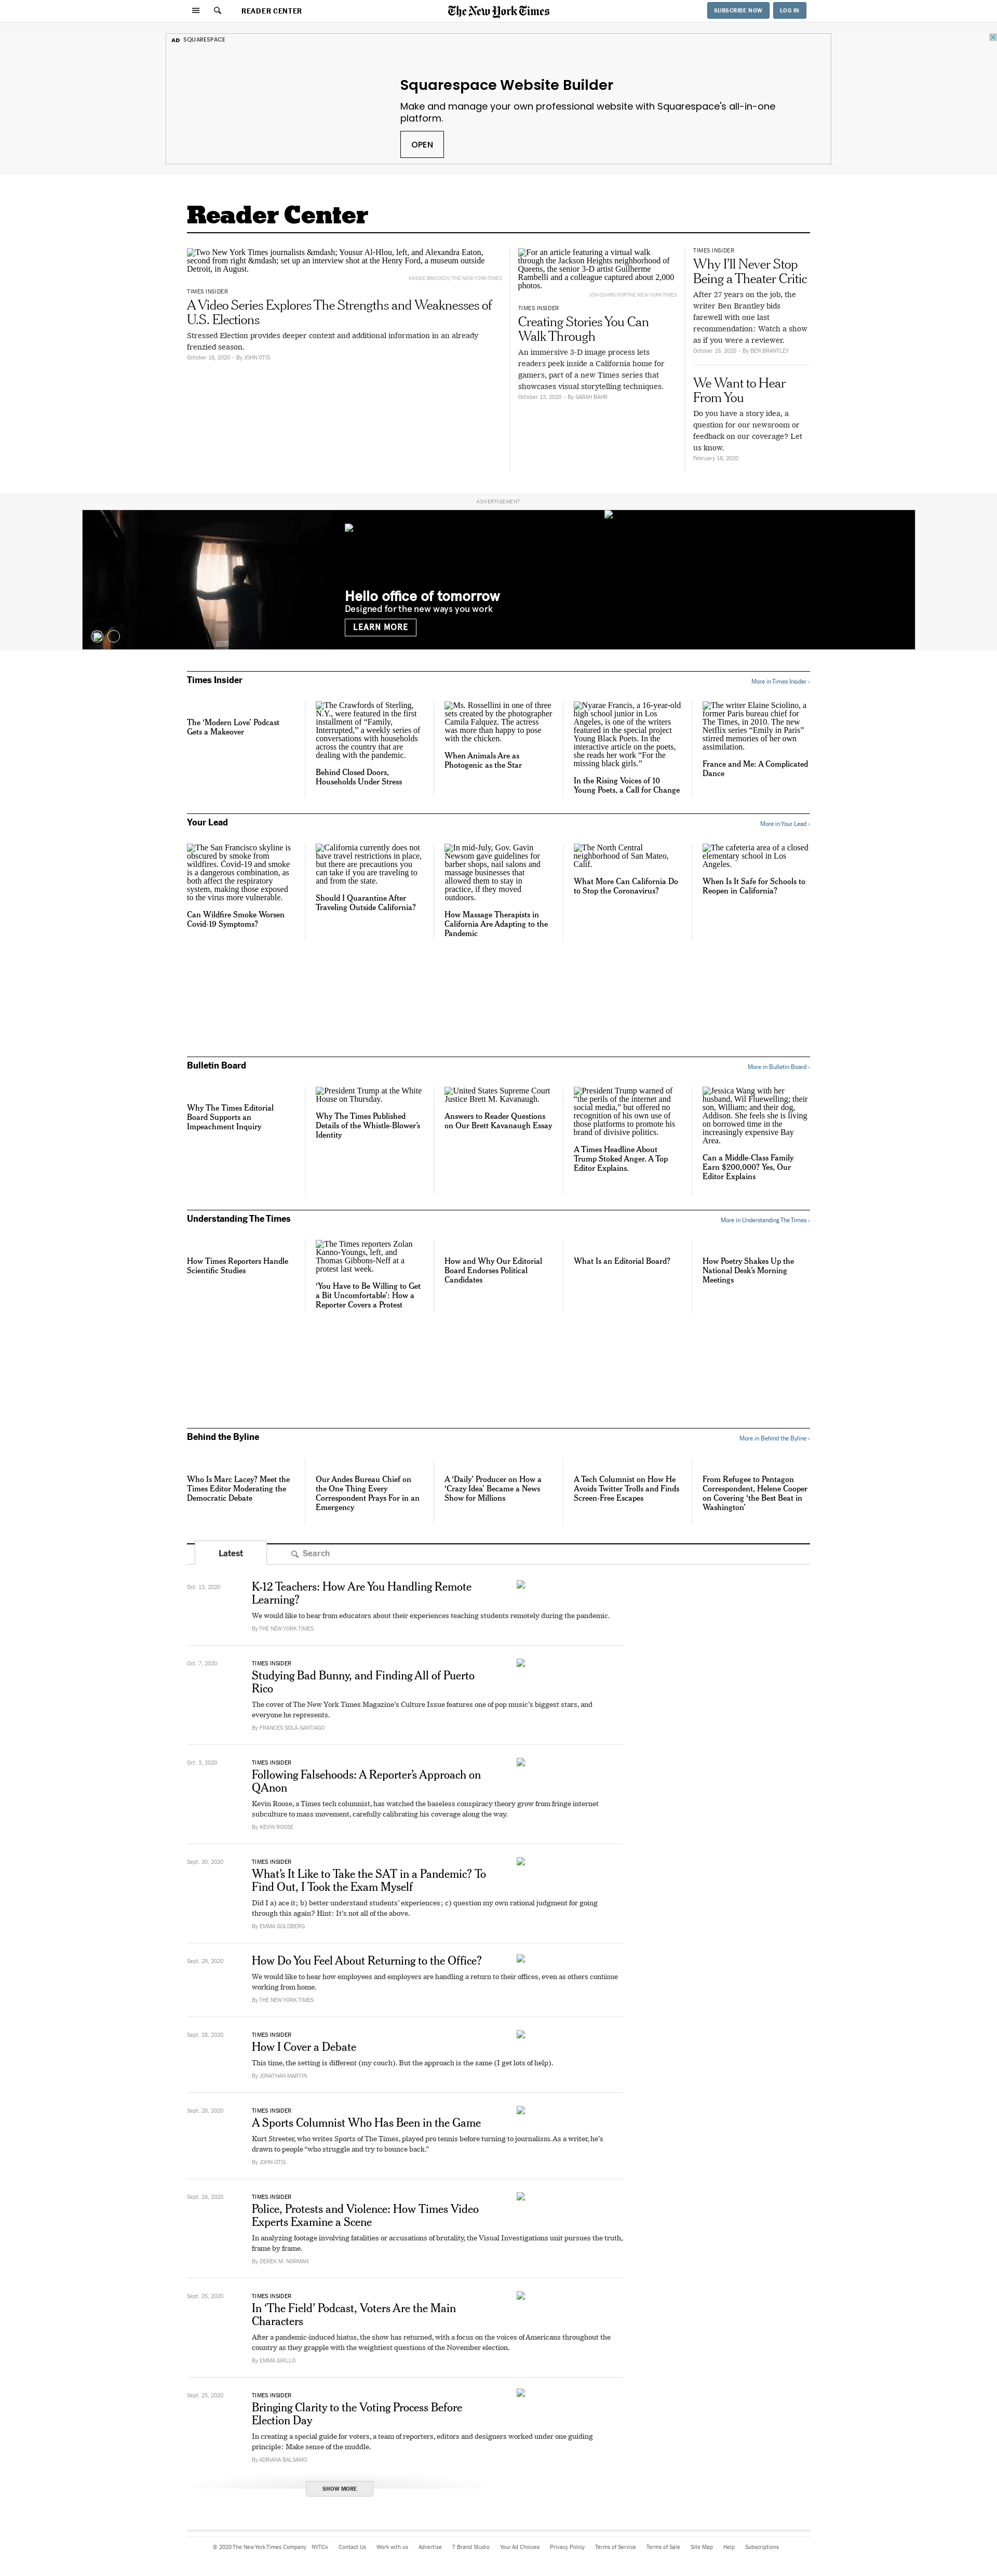 READER CENTER
The New York Times
SUBSCRIBE NOW
LOG IN
AD SQUARESPACE
Squarespace Website Builder
Make and manage your own professional website with Squarespace's all-in-one
platform.
OPEN
Reader Center
Two New York Times journalists &mdash; Yousur Al-Hlou, left, and Alexandra Eaten,
second from right &mdash; set up an interview shot at the Henry Ford, a museum outside
Detroit, in August.
KASSIE BRACKEN/THE NEW YORK TIMES
TIMES INSIDER
A Video Series Explores The Strengths and Weaknesses of
U.S. Elections
Stressed Election provides deeper context and additional information in an already
frenzied season.
October 16, 2020 - By JOHN OTIS
For an article featuring a virtual walk
through the Jackson Heights neighborhood of
Queens, the senior 3-D artist Guilherme
Rambelli and a colleague captured about 2,000
photos.
JON COHRS FOR THE NEW YORK TIMES
TIMES INSIDER
Creating Stories You Can
Walk Through
An immersive 3-D image process lets
readers peek inside a California home for
gamers, part of a new Times series that
showcases visual storytelling techniques.
October 13, 2020 - By SARAH BAHR
TIMES INSIDER
Why I'll Never Stop
Being a Theater Critic
After 27 years on the job, the
writer Ben Brantley bids
farewell with one last
recommendation: Watch a show
as if you were a reviewer.
October 16, 2020 - By BEN BRANTLEY
We Want to Hear
From You
Do you have a story idea, a
question for our newsroom or
feedback on our coverage? Let
us know.
February 18, 2020
ADVERTISEMENT
Hello office of tomorrow
Designed for the new ways you work
LEARN MORE
Times Insider
More in Times Insider ›
The ‘Modern Love’ Podcast
Gets a Makeover
The Crawfords of Sterling,
N.Y., were featured in the first
installment of “Family,
Interrupted,” a weekly series of
conversations with households
across the country that are
dealing with the pandemic.
Behind Closed Doors,
Households Under Stress
Ms. Rossellini in one of three
sets created by the photographer
Camila Falquez. The actress
was more than happy to pose
with the chicken.
When Animals Are as
Photogenic as the Star
Nyarae Francis, a 16-year-old
high school junior in Los
Angeles, is one of the writers
featured in the special project
Young Black Poets. In the
interactive article on the poets,
she reads her work “For the
missing black girls.”
In the Rising Voices of 10
Young Poets, a Call for Change
The writer Elaine Sciolino, a
former Paris bureau chief for
The Times, in 2010. The new
Netflix series “Emily in Paris”
stirred memories of her own
assimilation.
France and Me: A Complicated
Dance
Your Lead
More in Your Lead ›
The San Francisco skyline is
obscured by smoke from
wildfires. Covid-19 and smoke
is a dangerous combination, as
both affect the respiratory
system, making those exposed
to the virus more vulnerable.
Can Wildfire Smoke Worsen
Covid-19 Symptoms?
California currently does not
have travel restrictions in place,
but there are precautions you
can take if you are traveling to
and from the state.
Should I Quarantine After
Traveling Outside California?
In mid-July, Gov. Gavin
Newsom gave guidelines for
barber shops, nail salons and
massage businesses that
allowed them to stay in
practice, if they moved
outdoors.
How Massage Therapists in
California Are Adapting to the
Pandemic
The North Central
neighborhood of San Mateo,
Calif.
What More Can California Do
to Stop the Coronavirus?
The cafeteria area of a closed
elementary school in Los
Angeles.
When Is It Safe for Schools to
Reopen in California?
Bulletin Board
More in Bulletin Board ›
Why The Times Editorial
Board Supports an
Impeachment Inquiry
President Trump at the White
House on Thursday.
Why The Times Published
Details of the Whistle-Blower’s
Identity
United States Supreme Court
Justice Brett M. Kavanaugh.
Answers to Reader Questions
on Our Brett Kavanaugh Essay
President Trump warned of
“the perils of the internet and
social media,” but offered no
recognition of his own use of
those platforms to promote his
brand of divisive politics.
A Times Headline About
Trump Stoked Anger. A Top
Editor Explains.
Jessica Wang with her
husband, Wil Fluewelling; their
son, William; and their dog,
Addison. She feels she is living
on borrowed time in the
increasingly expensive Bay
Area.
Can a Middle-Class Family
Earn $200,000? Yes, Our
Editor Explains
Understanding The Times
More in Understanding The Times ›
How Times Reporters Handle
Scientific Studies
The Times reporters Zolan
Kanno-Youngs, left, and
Thomas Gibbons-Neff at a
protest last week.
‘You Have to Be Willing to Get
a Bit Uncomfortable’: How a
Reporter Covers a Protest
How and Why Our Editorial
Board Endorses Political
Candidates
What Is an Editorial Board?
How Poetry Shakes Up the
National Desk’s Morning
Meetings
Behind the Byline
More in Behind the Byline ›
Who Is Marc Lacey? Meet the
Times Editor Moderating the
Democratic Debate
Our Andes Bureau Chief on
the One Thing Every
Correspondent Prays For in an
Emergency
A ‘Daily’ Producer on How a
‘Crazy Idea’ Became a News
Show for Millions
A Tech Columnist on How He
Avoids Twitter Trolls and Finds
Screen-Free Escapes
From Refugee to Pentagon
Correspondent, Helene Cooper
on Covering ‘the Best Beat in
Washington’
Latest
Search
Oct. 13, 2020
K-12 Teachers: How Are You Handling Remote
Learning?
We would like to hear from educators about their experiences teaching students remotely during the pandemic.
By THE NEW YORK TIMES
Oct. 7, 2020
TIMES INSIDER
Studying Bad Bunny, and Finding All of Puerto
Rico
The cover of The New York Times Magazine’s Culture Issue features one of pop music’s biggest stars, and
everyone he represents.
By FRANCES SOLÁ-SANTIAGO
Oct. 3, 2020
TIMES INSIDER
Following Falsehoods: A Reporter’s Approach on
QAnon
Kevin Roose, a Times tech columnist, has watched the baseless conspiracy theory grow from fringe internet
subculture to mass movement, carefully calibrating his coverage along the way.
By KEVIN ROOSE
Sept. 30, 2020
TIMES INSIDER
What’s It Like to Take the SAT in a Pandemic? To
Find Out, I Took the Exam Myself
Did I a) ace it; b) better understand students’ experiences; c) question my own rational judgment for going
through this again? Hint: It’s not all of the above.
By EMMA GOLDBERG
Sept. 29, 2020
How Do You Feel About Returning to the Office?
We would like to hear how employees and employers are handling a return to their offices, even as others continue
working from home.
By THE NEW YORK TIMES
Sept. 28, 2020
TIMES INSIDER
How I Cover a Debate
This time, the setting is different (my couch). But the approach is the same (I get lots of help).
By JONATHAN MARTIN
Sept. 28, 2020
TIMES INSIDER
A Sports Columnist Who Has Been in the Game
Kurt Streeter, who writes Sports of The Times, played pro tennis before turning to journalism. As a writer, he’s
drawn to people “who struggle and try to bounce back.”
By JOHN OTIS
Sept. 26, 2020
TIMES INSIDER
Police, Protests and Violence: How Times Video
Experts Examine a Scene
In analyzing footage involving fatalities or accusations of brutality, the Visual Investigations unit pursues the truth,
frame by frame.
By DEREK M. NORMAN
Sept. 25, 2020
TIMES INSIDER
In ‘The Field’ Podcast, Voters Are the Main
Characters
After a pandemic-induced hiatus, the show has returned, with a focus on the voices of Americans throughout the
country as they grapple with the weightiest questions of the November election.
By EMMA GRILLO
Sept. 25, 2020
TIMES INSIDER
Bringing Clarity to the Voting Process Before
Election Day
In creating a special guide for voters, a team of reporters, editors and designers worked under one guiding
principle: Make sense of the muddle.
By ADRIANA BALSAMO
SHOW MORE
© 2020 The New York Times Company NYTCo Contact Us Work with us Advertise T Brand Studio Your Ad Choices Privacy Policy Terms of Service Terms of Sale Site Map Help Subscriptions